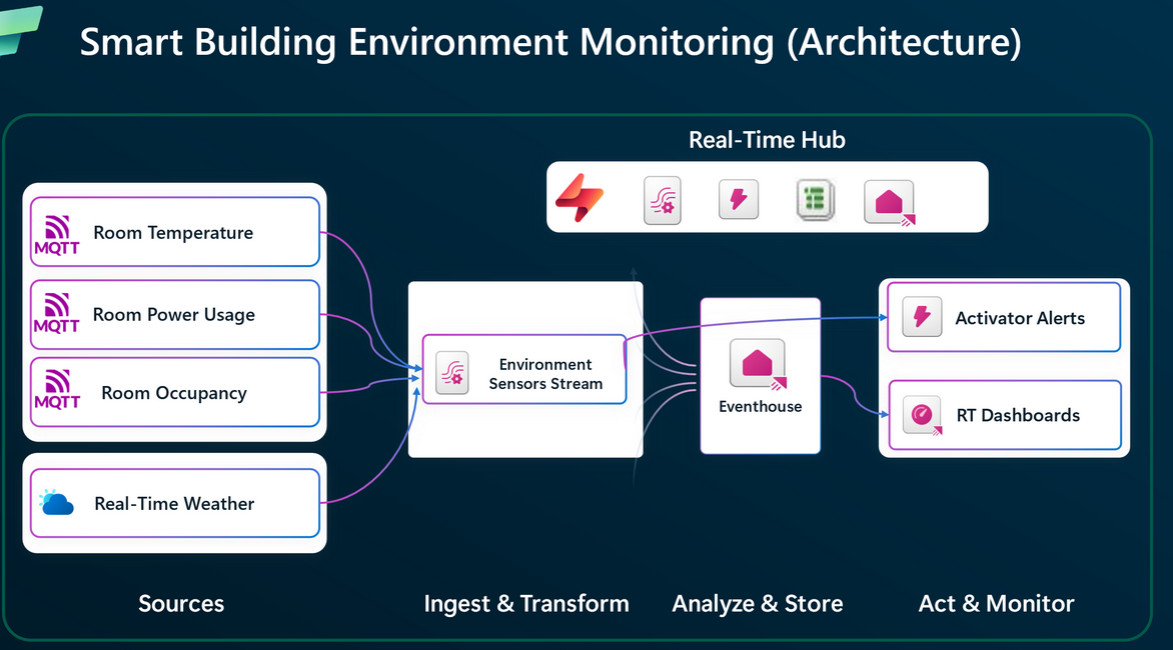 Smart Building Environment Monitoring (Architecture)
Real-Time Hub
MQTT
Room Temperature
MQTT
Room Power Usage
MQTT
Room Occupancy
Real-Time Weather
Environment
Sensors Stream
Eventhouse
Activator Alerts
RT Dashboards
Sources
Ingest & Transform
Analyze & Store
Act & Monitor